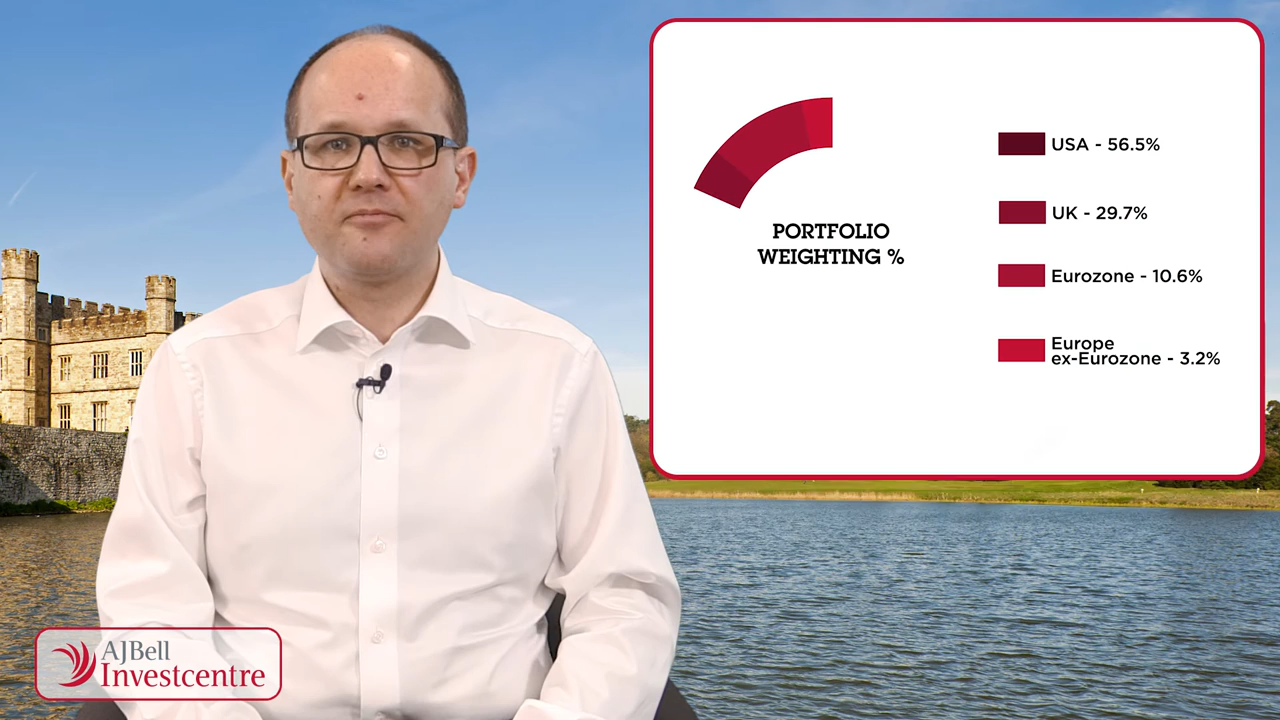 PORTFOLIO
WEIGHTING %
USA - 56.5%
UK - 29.7%
Eurozone - 10.6%
Europe
ex-Eurozone - 3.2%
AJBell
Investcentre